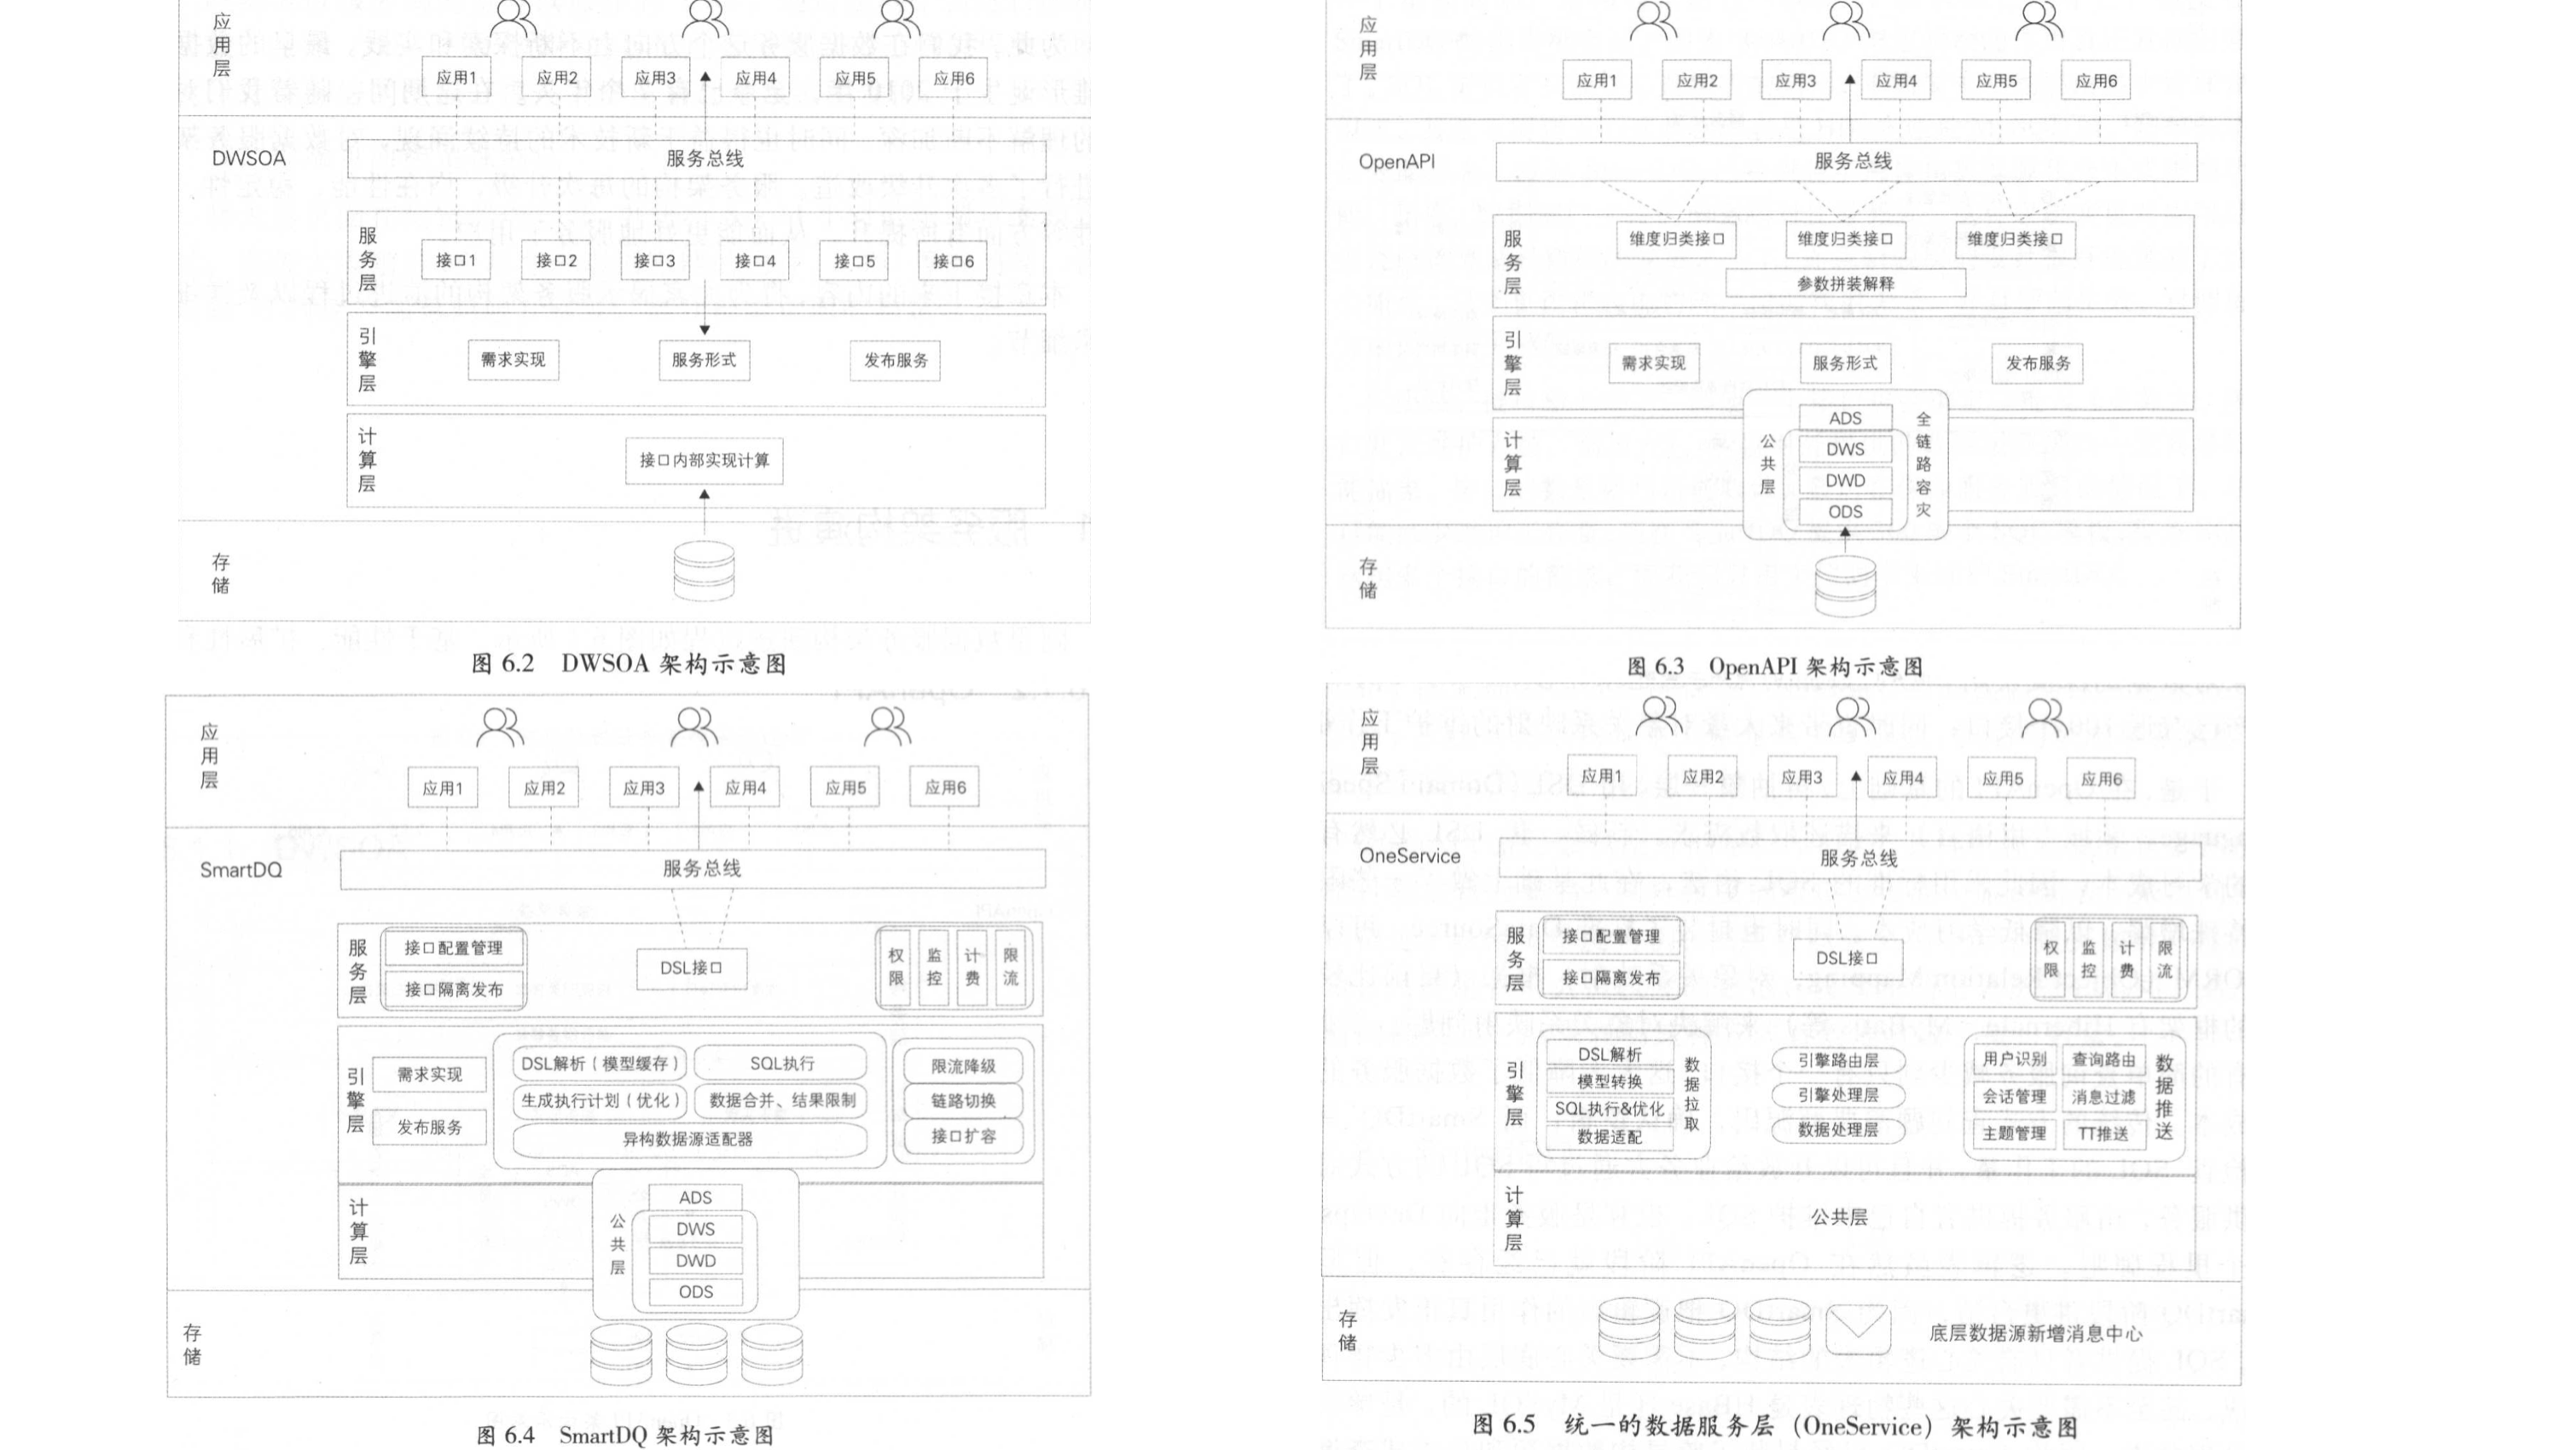 应用层
应用1 应用2 应用3 应用4 应用5 应用6
DWSOA
服务总线
服务层
接口1 接口2 接口3 接口4 接口5 接口6
引擎层
需求实现 服务形式 发布服务
计算层
接口内部实现计算
存储
图 6.2 DWSOA 架构示意图
应用层
应用1 应用2 应用3 应用4 应用5 应用6
OpenAPI
服务总线
服务层
维度归类接口 维度归类接口 维度归类接口
参数拼装解释
引擎层
需求实现 服务形式 发布服务
计算层
公共层
ADS
DWS
DWD
ODS
全链路容灾
存储
图 6.3 OpenAPI 架构示意图
应用层
应用1 应用2 应用3 应用4 应用5 应用6
SmartDQ
服务总线
服务层
接口配置管理
接口隔离发布
DSL接口
权限 监控 计费 限流
引擎层
需求实现
发布服务
DSL解析（模型缓存） SQL执行
生成执行计划（优化） 数据合并、结果限制
异构数据源适配器
限流降级
链路切换
接口扩容
计算层
公共层
ADS
DWS
DWD
ODS
存储
图 6.4 SmartDQ 架构示意图
应用层
应用1 应用2 应用3 应用4 应用5 应用6
OneService
服务总线
服务层
接口配置管理
接口隔离发布
DSL接口
权限 监控 计费 限流
引擎层
DSL解析
模型转换
SQL执行&优化
数据适配
数据拉取
引擎路由层
引擎处理层
数据处理层
用户识别 查询路由
会话管理 消息过滤
主题管理 TT推送
数据推送
计算层
公共层
存储
底层数据源新增消息中心
图 6.5 统一的数据服务层（OneService）架构示意图